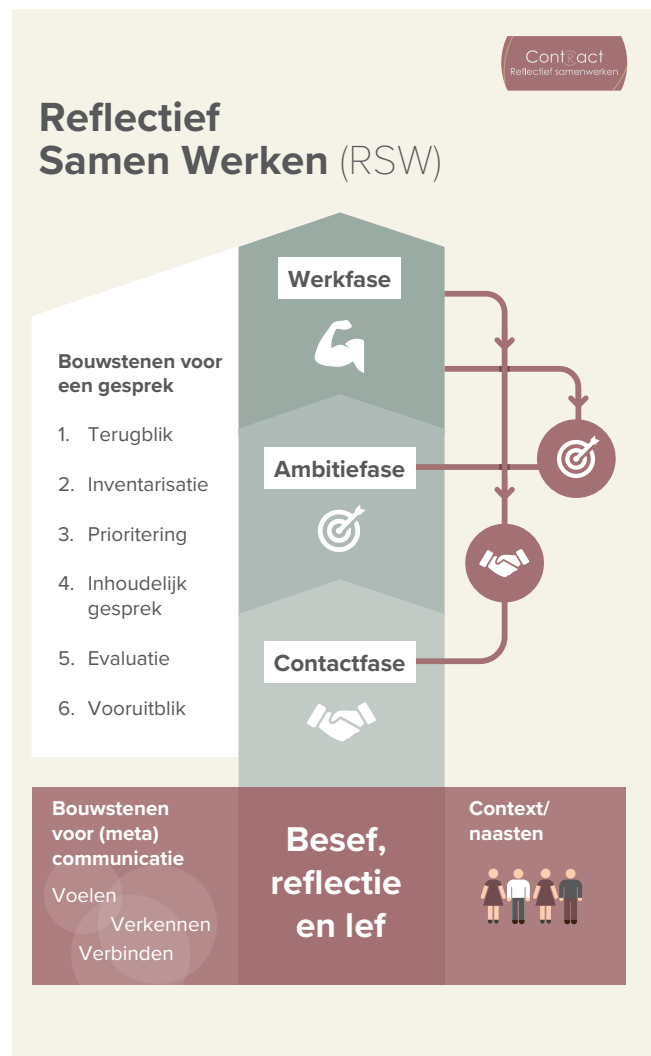 ContRact
Reflectief samenwerken
Reflectief
Samen Werken (RSW)
Werkfase
Bouwstenen voor
een gesprek
1. Terugblik
2. Inventarisatie
3. Prioritering
4. Inhoudelijk
gesprek
5. Evaluatie
6. Vooruitblik
Ambitiefase
Contactfase
Bouwstenen
voor (meta)
communicatie
Voelen
Verkennen
Verbinden
Besef,
reflectie
en lef
Context/
naasten